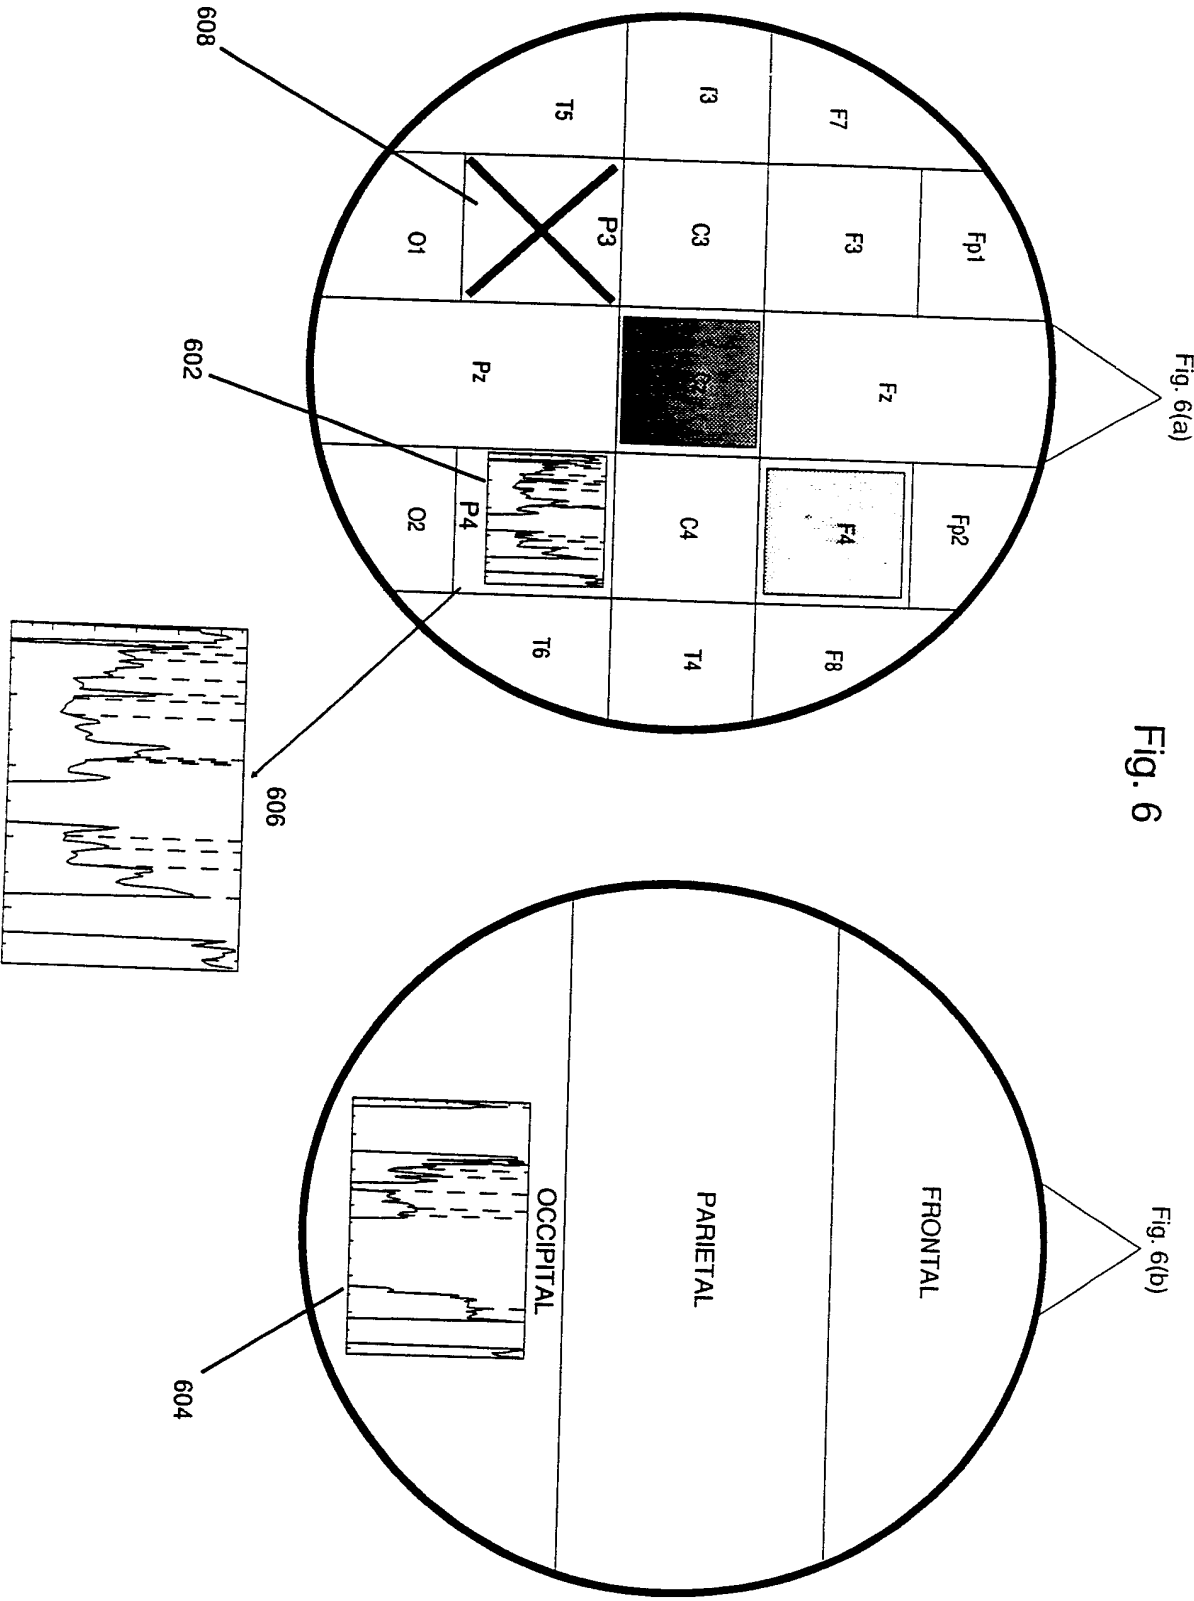 Fig. 6
Fig. 6(a)
Fp1
Fp2
F7
F3
Fz
F4
F8
C3
C4
T4
T5
P3
Pz
P4
T6
O1
O2
608
602
606
Fig. 6(b)
FRONTAL
PARIETAL
OCCIPITAL
604